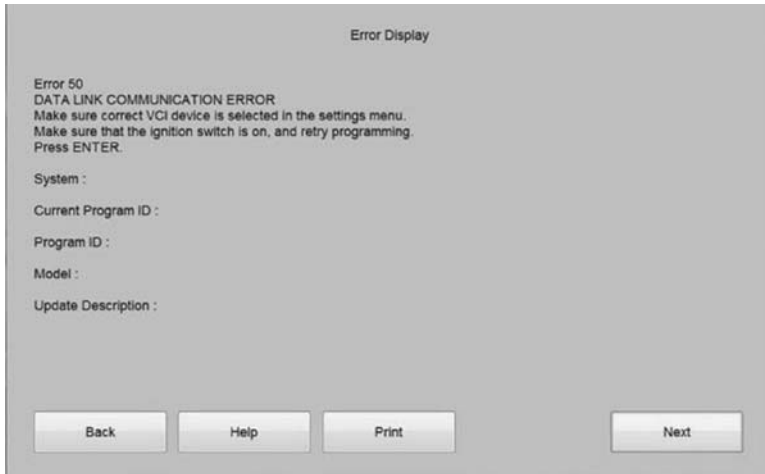 Error Display
Error 50
DATA LINK COMMUNICATION ERROR
Make sure correct VCI device is selected in the settings menu.
Make sure that the ignition switch is on, and retry programming.
Press ENTER.
System :
Current Program ID :
Program ID :
Model :
Update Description :
Back
Help
Print
Next